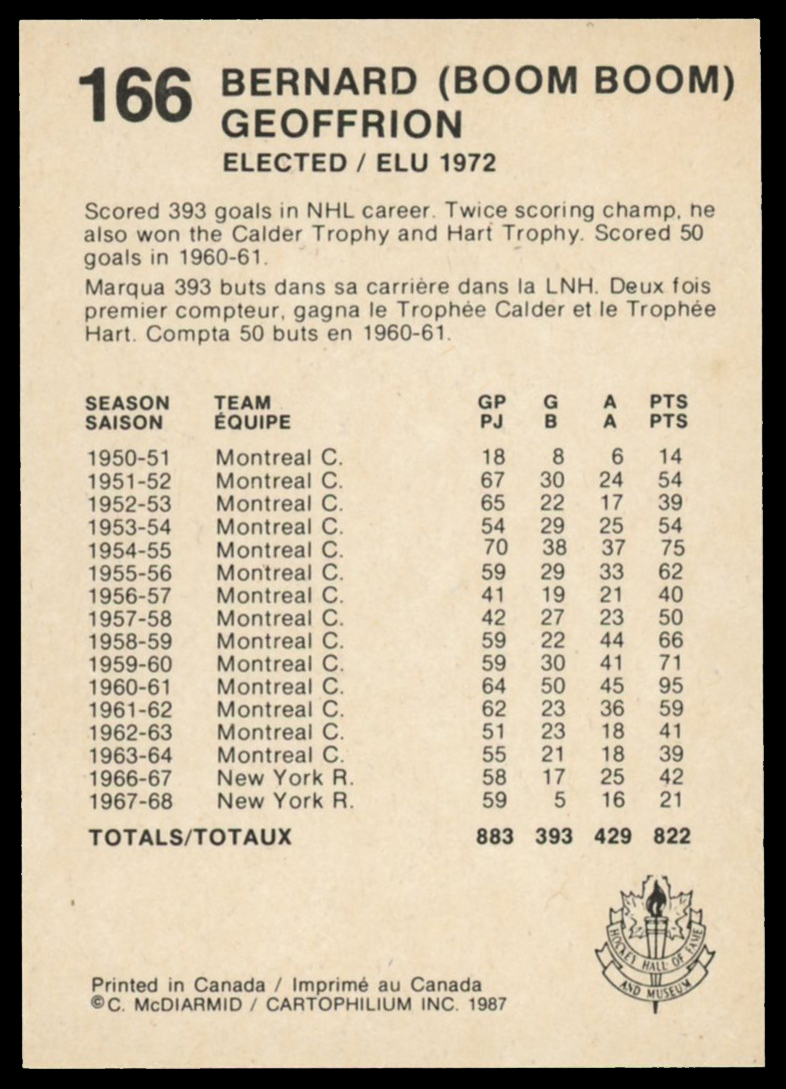 166 BERNARD (BOOM BOOM)
GEOFFRION
ELECTED / ELU 1972
Scored 393 goals in NHL career. Twice scoring champ, he
also won the Calder Trophy and Hart Trophy. Scored 50
goals in 1960-61.
Marqua 393 buts dans sa carrière dans la LNH. Deux fois
premier compteur, gagna le Trophée Calder et le Trophée
Hart. Compta 50 buts en 1960-61.
SEASON TEAM GP G A PTS
SAISON ÉQUIPE PJ B A PTS
1950-51 Montreal C. 18 8 6 14
1951-52 Montreal C. 67 30 24 54
1952-53 Montreal C. 65 22 17 39
1953-54 Montreal C. 54 29 25 54
1954-55 Montreal C. 70 38 37 75
1955-56 Montreal C. 59 29 33 62
1956-57 Montreal C. 41 19 21 40
1957-58 Montreal C. 42 27 23 50
1958-59 Montreal C. 59 22 44 66
1959-60 Montreal C. 59 30 41 71
1960-61 Montreal C. 64 50 45 95
1961-62 Montreal C. 62 23 36 59
1962-63 Montreal C. 51 23 18 41
1963-64 Montreal C. 55 21 18 39
1966-67 New York R. 58 17 25 42
1967-68 New York R. 59 5 16 21
TOTALS/TOTAUX 883 393 429 822
HOCKEY HALL OF FAME
AND MUSEUM
Printed in Canada / Imprimé au Canada
©C. McDIARMID / CARTOPHILIUM INC. 1987